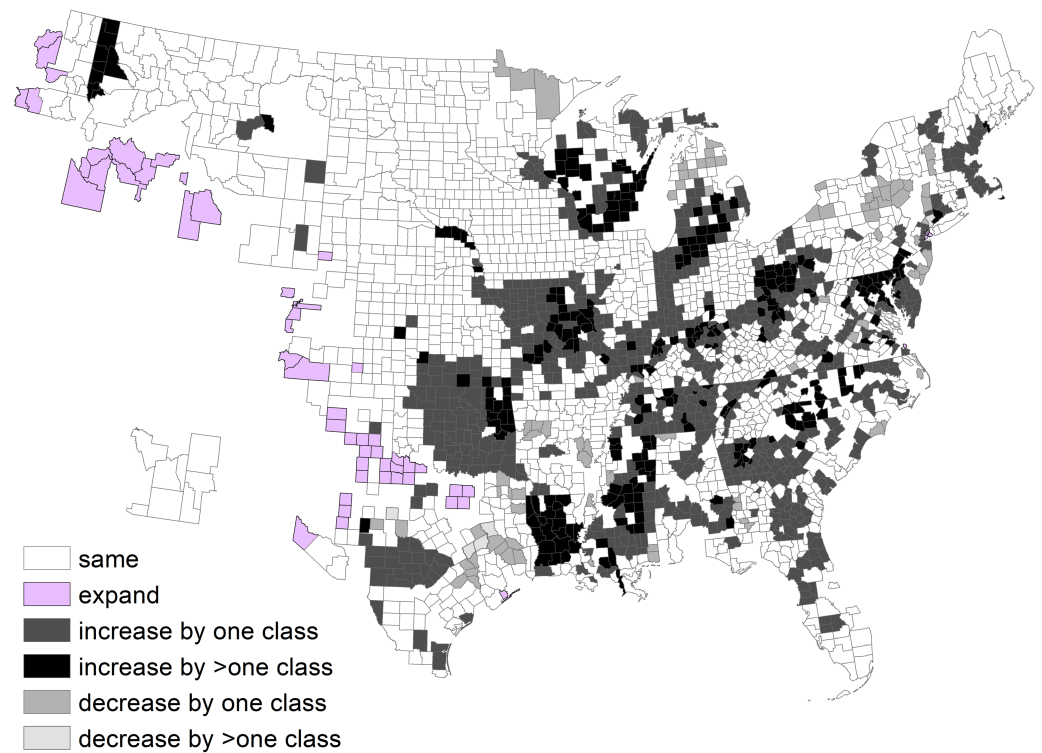 same
expand
increase by one class
increase by >one class
decrease by one class
decrease by >one class